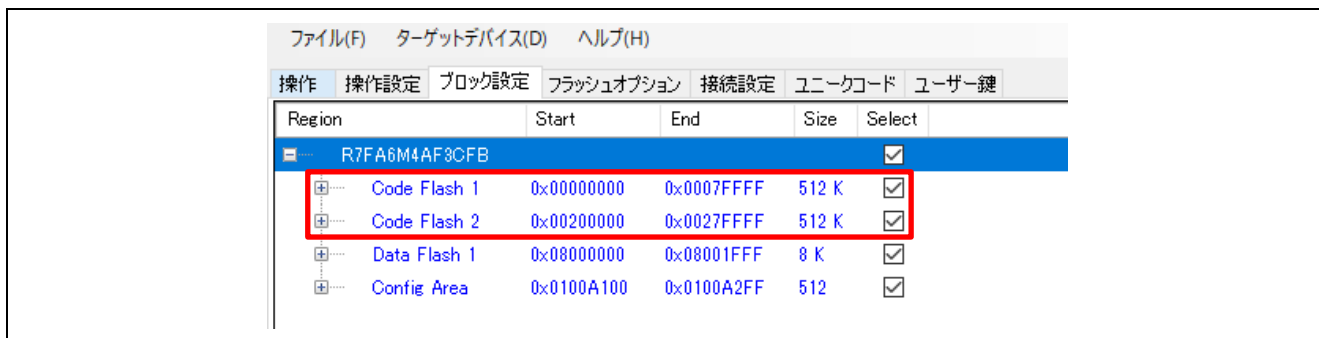 ファイル(F) ターゲットデバイス(D) ヘルプ(H)
操作 操作設定 ブロック設定 フラッシュオプション 接続設定 ユニークコード ユーザー鍵
Region Start End Size Select
R7FA6M4AF3CFB
Code Flash 1 0x00000000 0x0007FFFF 512 K
Code Flash 2 0x00200000 0x0027FFFF 512 K
Data Flash 1 0x08000000 0x08001FFF 8 K
Config Area 0x0100A100 0x0100A2FF 512